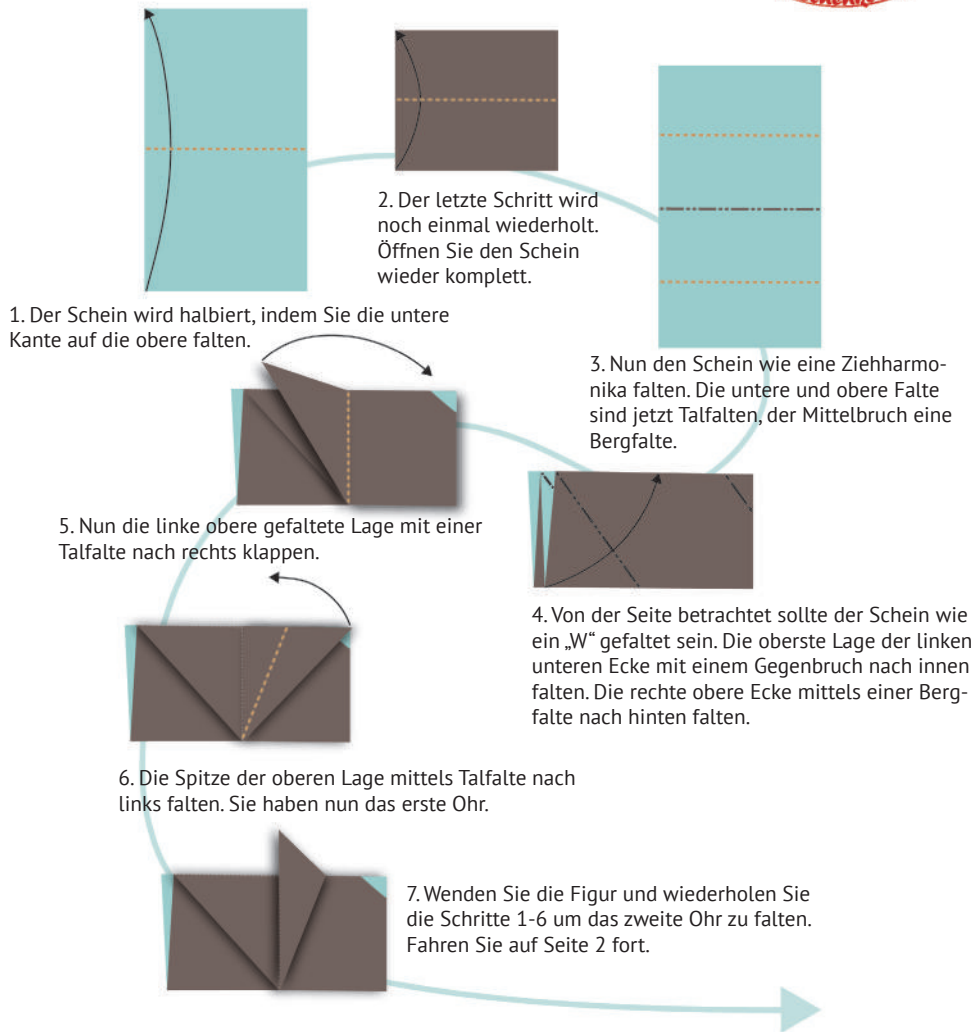 1. Der Schein wird halbiert, indem Sie die untere
Kante auf die obere falten.
2. Der letzte Schritt wird
noch einmal wiederholt.
Öffnen Sie den Schein
wieder komplett.
3. Nun den Schein wie eine Ziehharmo-
nika falten. Die untere und obere Falte
sind jetzt Talfalten, der Mittelbruch eine
Bergfalte.
4. Von der Seite betrachtet sollte der Schein wie
ein „W“ gefaltet sein. Die oberste Lage der linken
unteren Ecke mit einem Gegenbruch nach innen
falten. Die rechte obere Ecke mittels einer Berg-
falte nach hinten falten.
5. Nun die linke obere gefaltete Lage mit einer
Talfalte nach rechts klappen.
6. Die Spitze der oberen Lage mittels Talfalte nach
links falten. Sie haben nun das erste Ohr.
7. Wenden Sie die Figur und wiederholen Sie
die Schritte 1-6 um das zweite Ohr zu falten.
Fahren Sie auf Seite 2 fort.